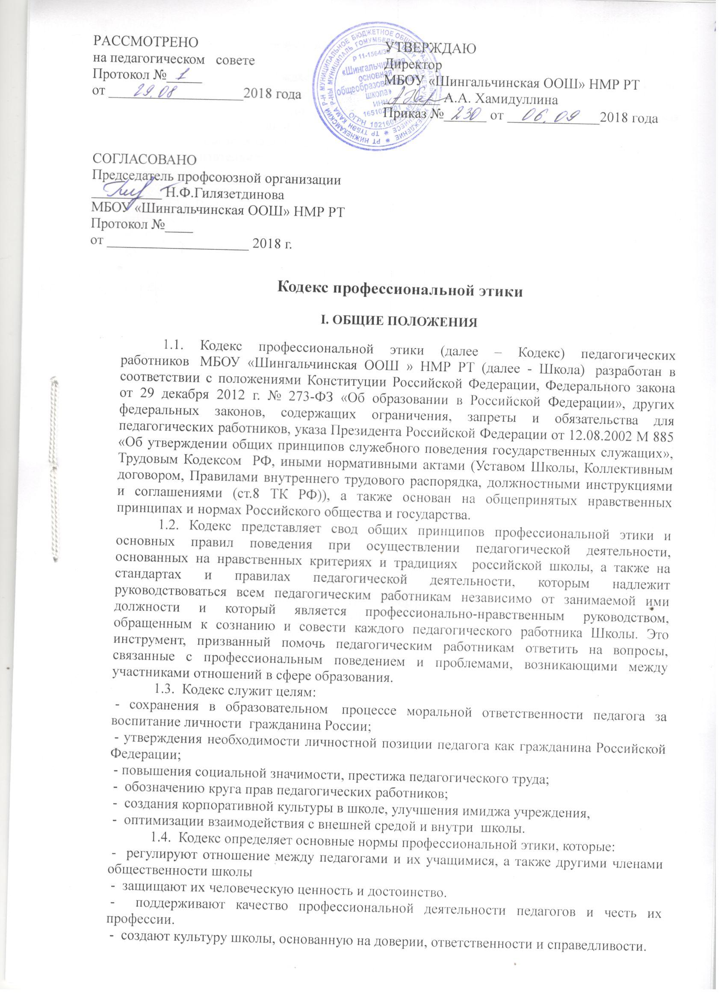 РАССМОТРЕНО
на педагогическом совете
Протокол № 1
от 29.08 2018 года
УТВЕРЖДАЮ
Директор
МБОУ «Шингальчинская ООШ» НМР РТ
А.А. Хамидуллина
Приказ № 230 от 06.09 2018 года
«Шингальчинская
основная
общеобразовательная
школа»
ИНН
СОГЛАСОВАНО
Председатель профсоюзной организации
Н.Ф.Гилязетдинова
МБОУ «Шингальчинская ООШ» НМР РТ
Протокол №____
от ____________________ 2018 г.
Кодекс профессиональной этики
I. ОБЩИЕ ПОЛОЖЕНИЯ
1.1. Кодекс профессиональной этики (далее – Кодекс) педагогических
работников МБОУ «Шингальчинская ООШ » НМР РТ (далее - Школа) разработан в
соответствии с положениями Конституции Российской Федерации, Федерального закона
от 29 декабря 2012 г. № 273-ФЗ «Об образовании в Российской Федерации», других
федеральных законов, содержащих ограничения, запреты и обязательства для
педагогических работников, указа Президента Российской Федерации от 12.08.2002 М 885
«Об утверждении общих принципов служебного поведения государственных служащих»,
Трудовым Кодексом РФ, иными нормативными актами (Уставом Школы, Коллективным
договором, Правилами внутреннего трудового распорядка, должностными инструкциями
и соглашениями (ст.8 ТК РФ)), а также основан на общепринятых нравственных
принципах и нормах Российского общества и государства.
1.2. Кодекс представляет свод общих принципов профессиональной этики и
основных правил поведения при осуществлении педагогической деятельности,
основанных на нравственных критериях и традициях российской школы, а также на
стандартах и правилах педагогической деятельности, которым надлежит
руководствоваться всем педагогическим работникам независимо от занимаемой ими
должности и который является профессионально-нравственным руководством,
обращенным к сознанию и совести каждого педагогического работника Школы. Это
инструмент, призванный помочь педагогическим работникам ответить на вопросы,
связанные с профессиональным поведением и проблемами, возникающими между
участниками отношений в сфере образования.
1.3. Кодекс служит целям:
- сохранения в образовательном процессе моральной ответственности педагога за
воспитание личности гражданина России;
- утверждения необходимости личностной позиции педагога как гражданина Российской
Федерации;
- повышения социальной значимости, престижа педагогического труда;
- обозначению круга прав педагогических работников;
- создания корпоративной культуры в школе, улучшения имиджа учреждения,
- оптимизации взаимодействия с внешней средой и внутри школы.
1.4. Кодекс определяет основные нормы профессиональной этики, которые:
- регулируют отношение между педагогами и их учащимися, а также другими членами
общественности школы
- защищают их человеческую ценность и достоинство.
- поддерживают качество профессиональной деятельности педагогов и честь их
профессии.
- создают культуру школы, основанную на доверии, ответственности и справедливости.